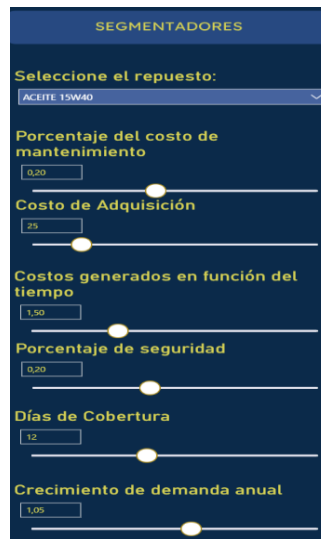 SEGMENTADORES
Seleccione el repuesto:
ACEITE 15W40
Porcentaje del costo de
mantenimiento
0,20
Costo de Adquisición
25
Costos generados en función del
tiempo
1,50
Porcentaje de seguridad
0,20
Días de Cobertura
12
Crecimiento de demanda anual
1,05